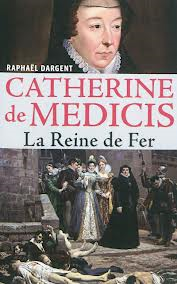 RAPHAËL DARGENT
CATHERINE
de MEDICIS
La Reine de Fer